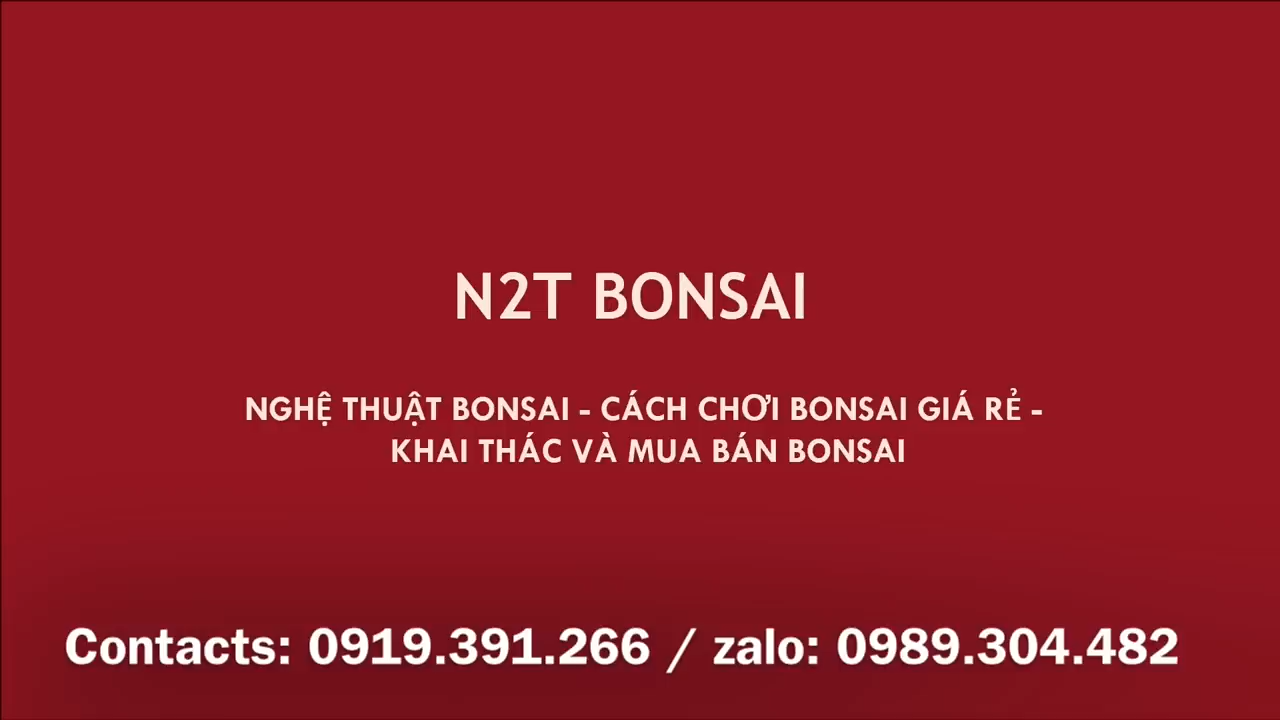 N2T BONSAI
NGHỆ THUẬT BONSAI - CÁCH CHƠI BONSAI GIÁ RẺ -
KHAI THÁC VÀ MUA BÁN BONSAI
Contacts: 0919.391.266 / zalo: 0989.304.482